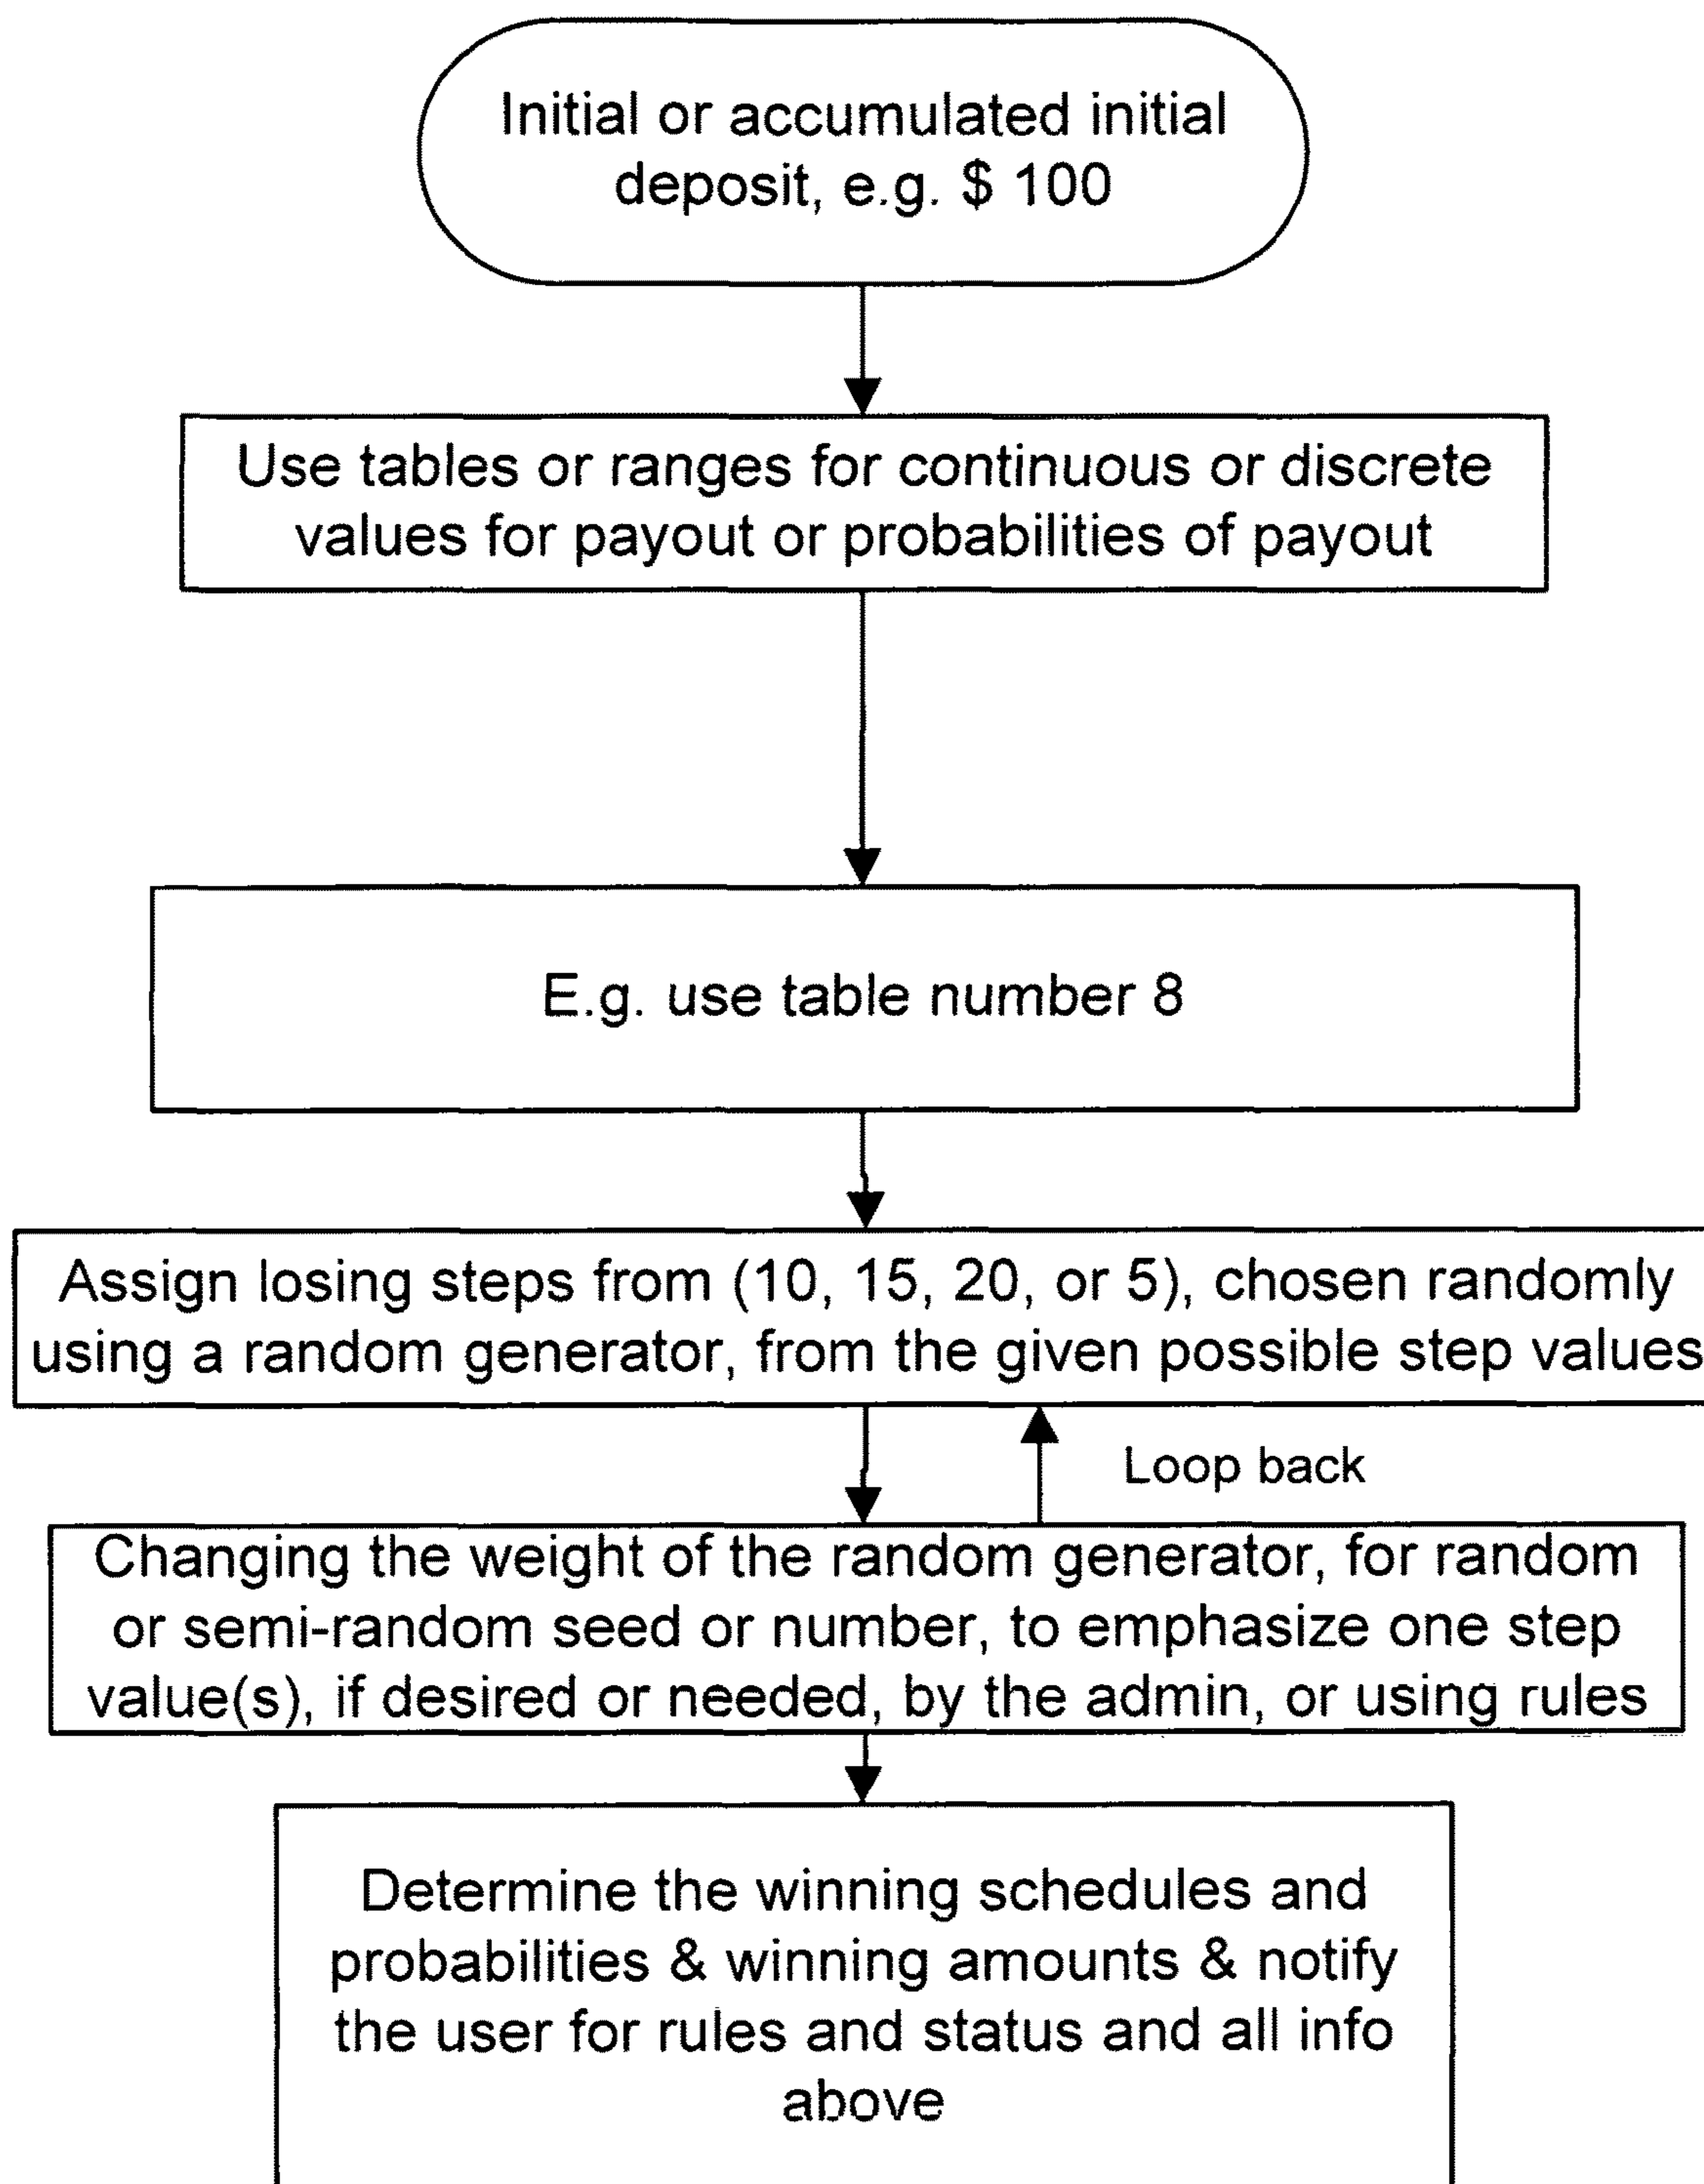 Initial or accumulated initial
deposit, e.g. $ 100
Use tables or ranges for continuous or discrete
values for payout or probabilities of payout
E.g. use table number 8
Assign losing steps from (10, 15, 20, or 5), chosen randomly
using a random generator, from the given possible step values
Loop back
Changing the weight of the random generator, for random
or semi-random seed or number, to emphasize one step
value(s), if desired or needed, by the admin, or using rules
Determine the winning schedules and
probabilities & winning amounts & notify
the user for rules and status and all info
above